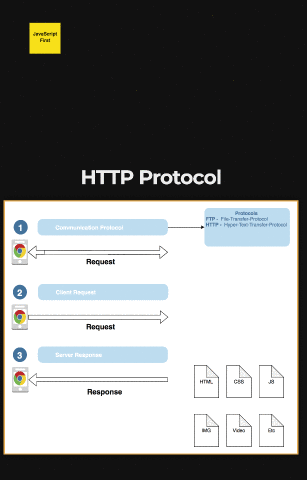 JavaScript
First
HTTP Protocol
1
Communication Protocol
Protocols
FTP - File-Transfer-Protocol
HTTP - Hyper-Text-Transfer-Protocol
Request
2
Client Request
Request
3
Server Response
Response
HTML
CSS
JS
IMG
Video
Etc